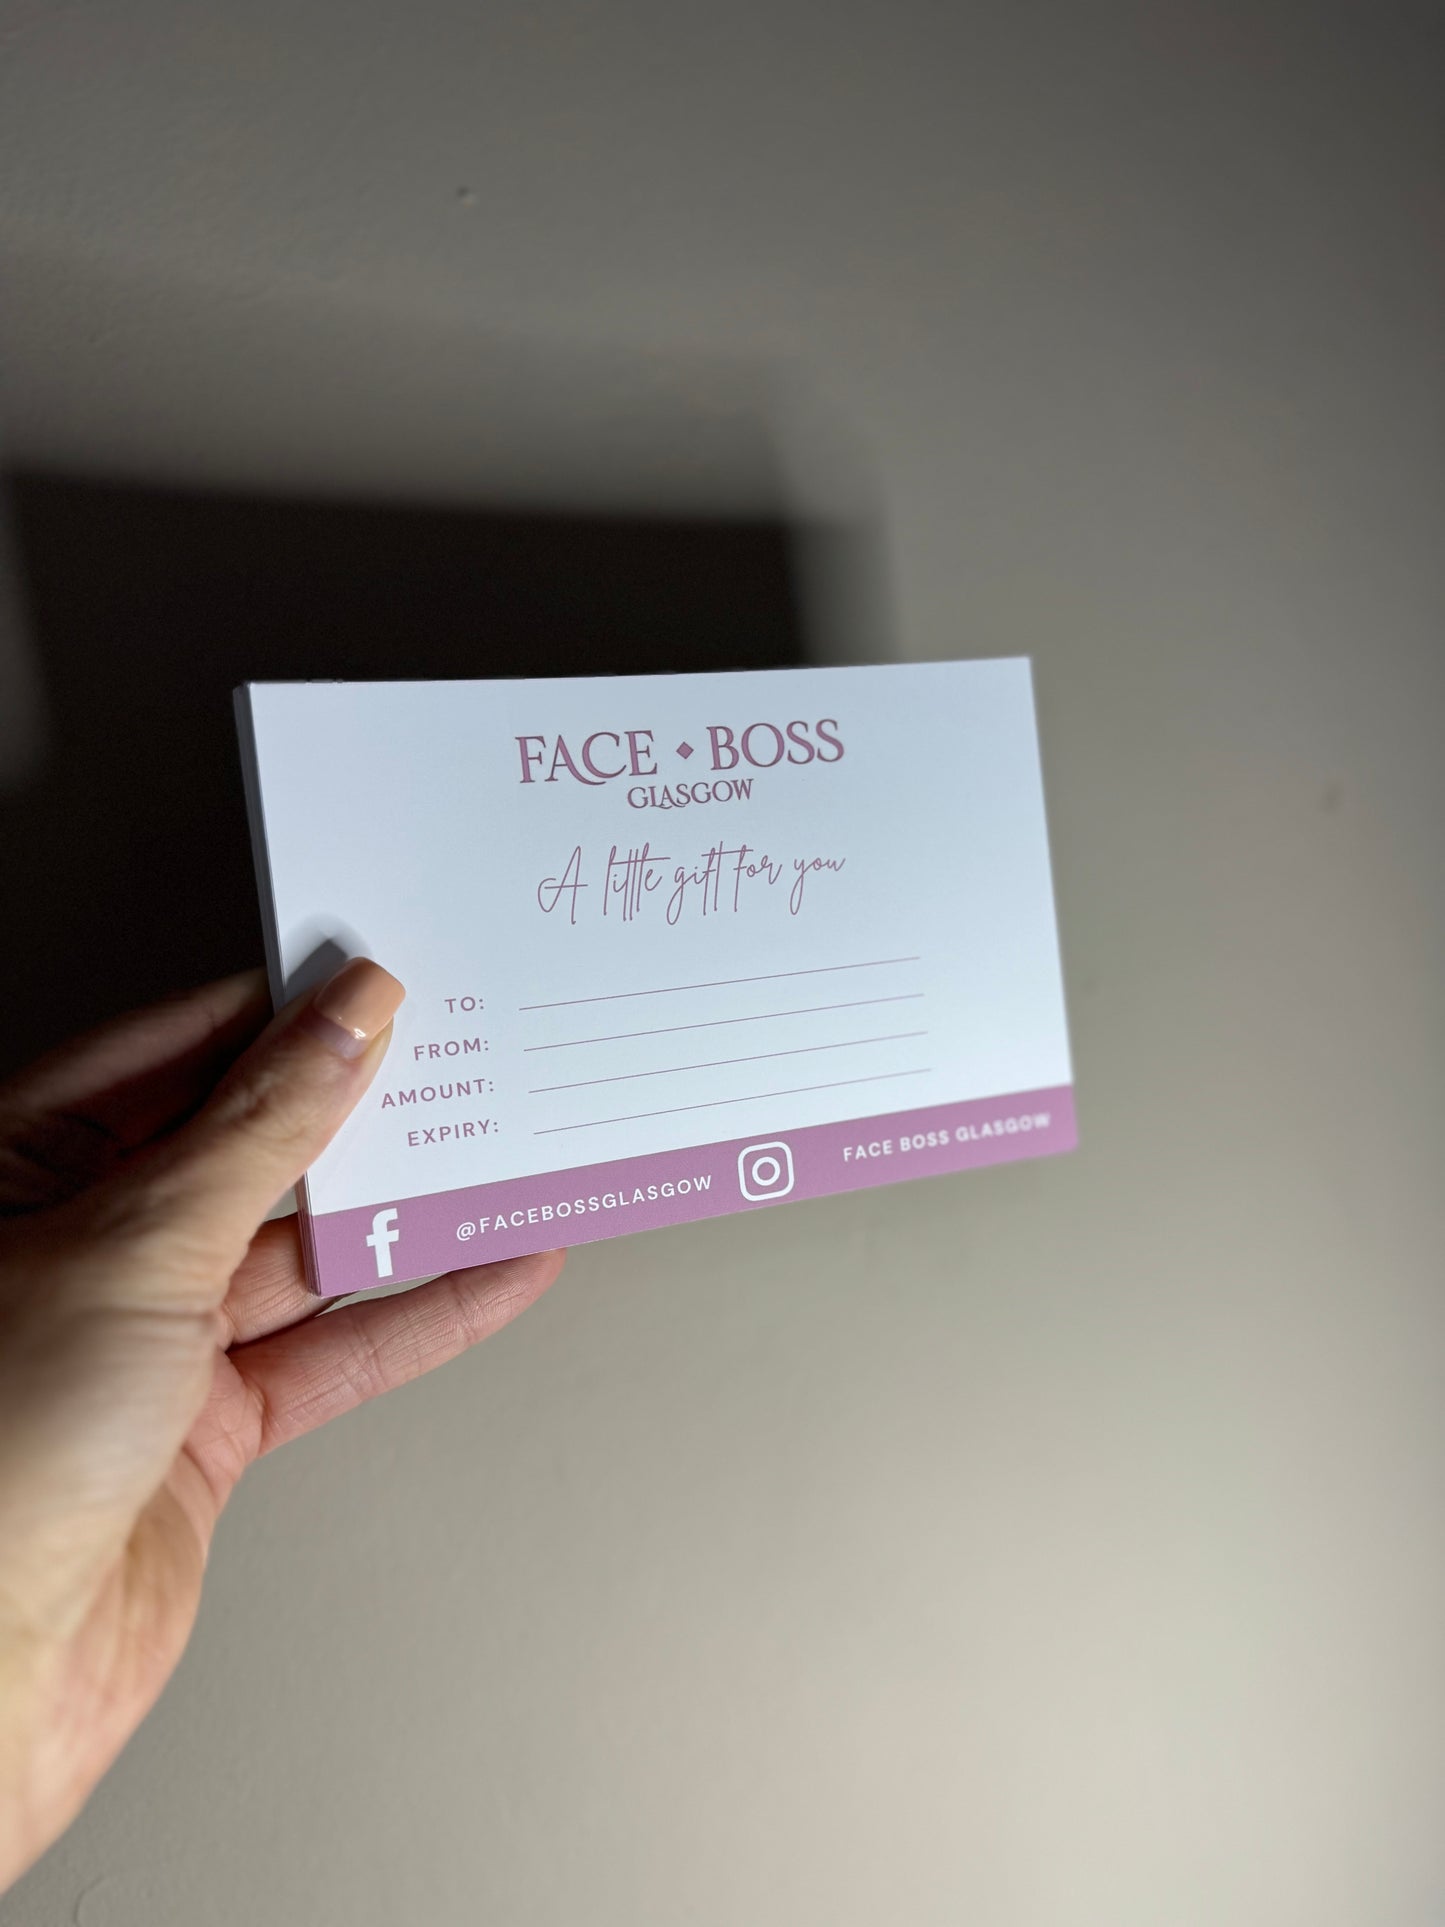 FACE ⬥ BOSS
GLASGOW
A little gift for you
TO:
FROM:
AMOUNT:
EXPIRY:
@FACEBOSSGLASGOW
FACE BOSS GLASGOW